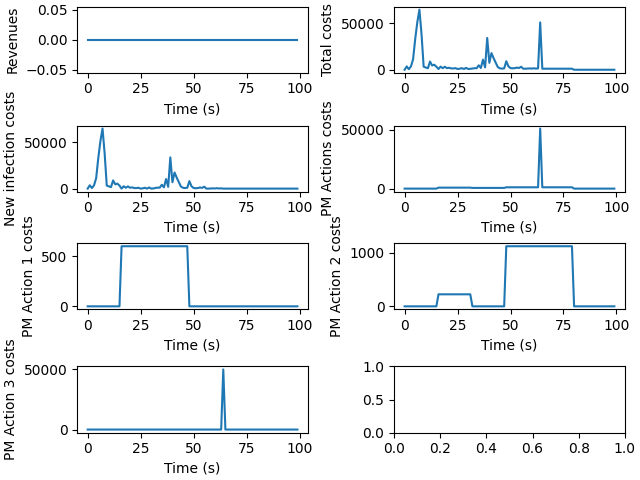 Revenues
0.05
0.00
−0.05
0 25 50 75 100
Time (s)
Total costs
50000
0
0 25 50 75 100
Time (s)
New infection costs
50000
0
0 25 50 75 100
Time (s)
PM Actions costs
50000
0
0 25 50 75 100
Time (s)
PM Action 1 costs
500
0
0 25 50 75 100
Time (s)
PM Action 2 costs
1000
0
0 25 50 75 100
Time (s)
PM Action 3 costs
50000
0
0 25 50 75 100
Time (s)
1.0
0.5
0.0
0.0 0.2 0.4 0.6 0.8 1.0